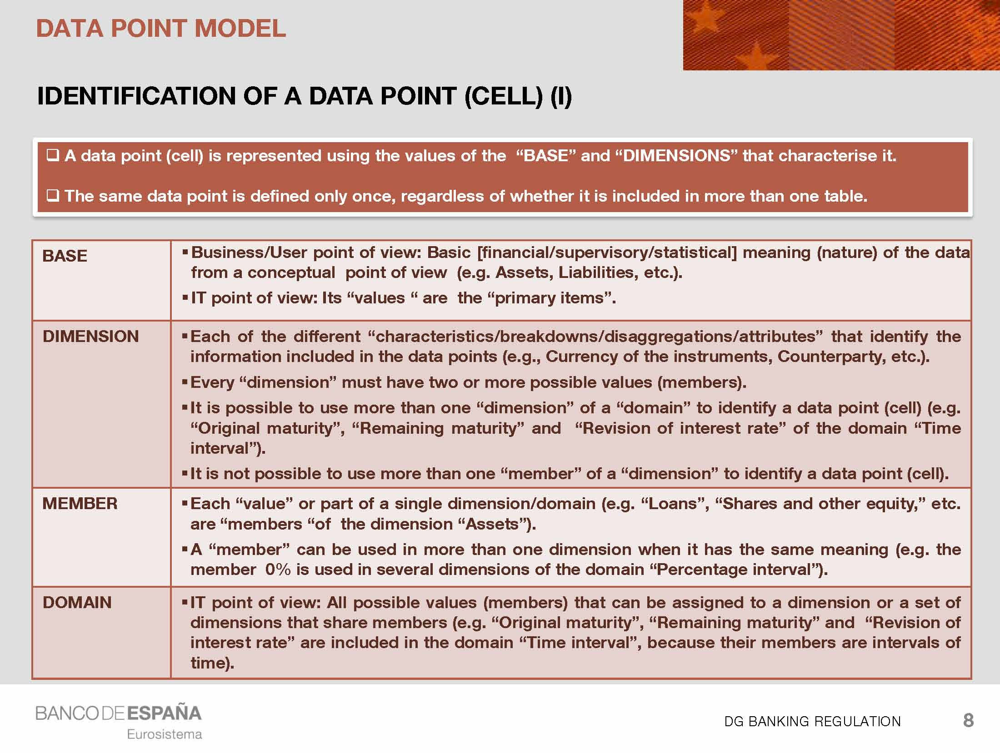 DATA POINT MODEL
IDENTIFICATION OF A DATA POINT (CELL) (I)
❑ A data point (cell) is represented using the values of the “BASE” and “DIMENSIONS” that characterise it.
❑ The same data point is defined only once, regardless of whether it is included in more than one table.
BASE
▪ Business/User point of view: Basic [financial/supervisory/statistical] meaning (nature) of the data
from a conceptual point of view (e.g. Assets, Liabilities, etc.).
▪ IT point of view: Its “values “ are the “primary items”.
DIMENSION
▪ Each of the different “characteristics/breakdowns/disaggregations/attributes” that identify the
information included in the data points (e.g., Currency of the instruments, Counterparty, etc.).
▪ Every “dimension” must have two or more possible values (members).
▪ It is possible to use more than one “dimension” of a “domain” to identify a data point (cell) (e.g.
“Original maturity”, “Remaining maturity” and “Revision of interest rate” of the domain “Time
interval”).
▪ It is not possible to use more than one “member” of a “dimension” to identify a data point (cell).
MEMBER
▪ Each “value” or part of a single dimension/domain (e.g. “Loans”, “Shares and other equity,” etc.
are “members “of the dimension “Assets”).
▪ A “member” can be used in more than one dimension when it has the same meaning (e.g. the
member 0% is used in several dimensions of the domain “Percentage interval”).
DOMAIN
▪ IT point of view: All possible values (members) that can be assigned to a dimension or a set of
dimensions that share members (e.g. “Original maturity”, “Remaining maturity” and “Revision of
interest rate” are included in the domain “Time interval”, because their members are intervals of
time).
BANCO DE ESPAÑA
Eurosistema
DG BANKING REGULATION
8